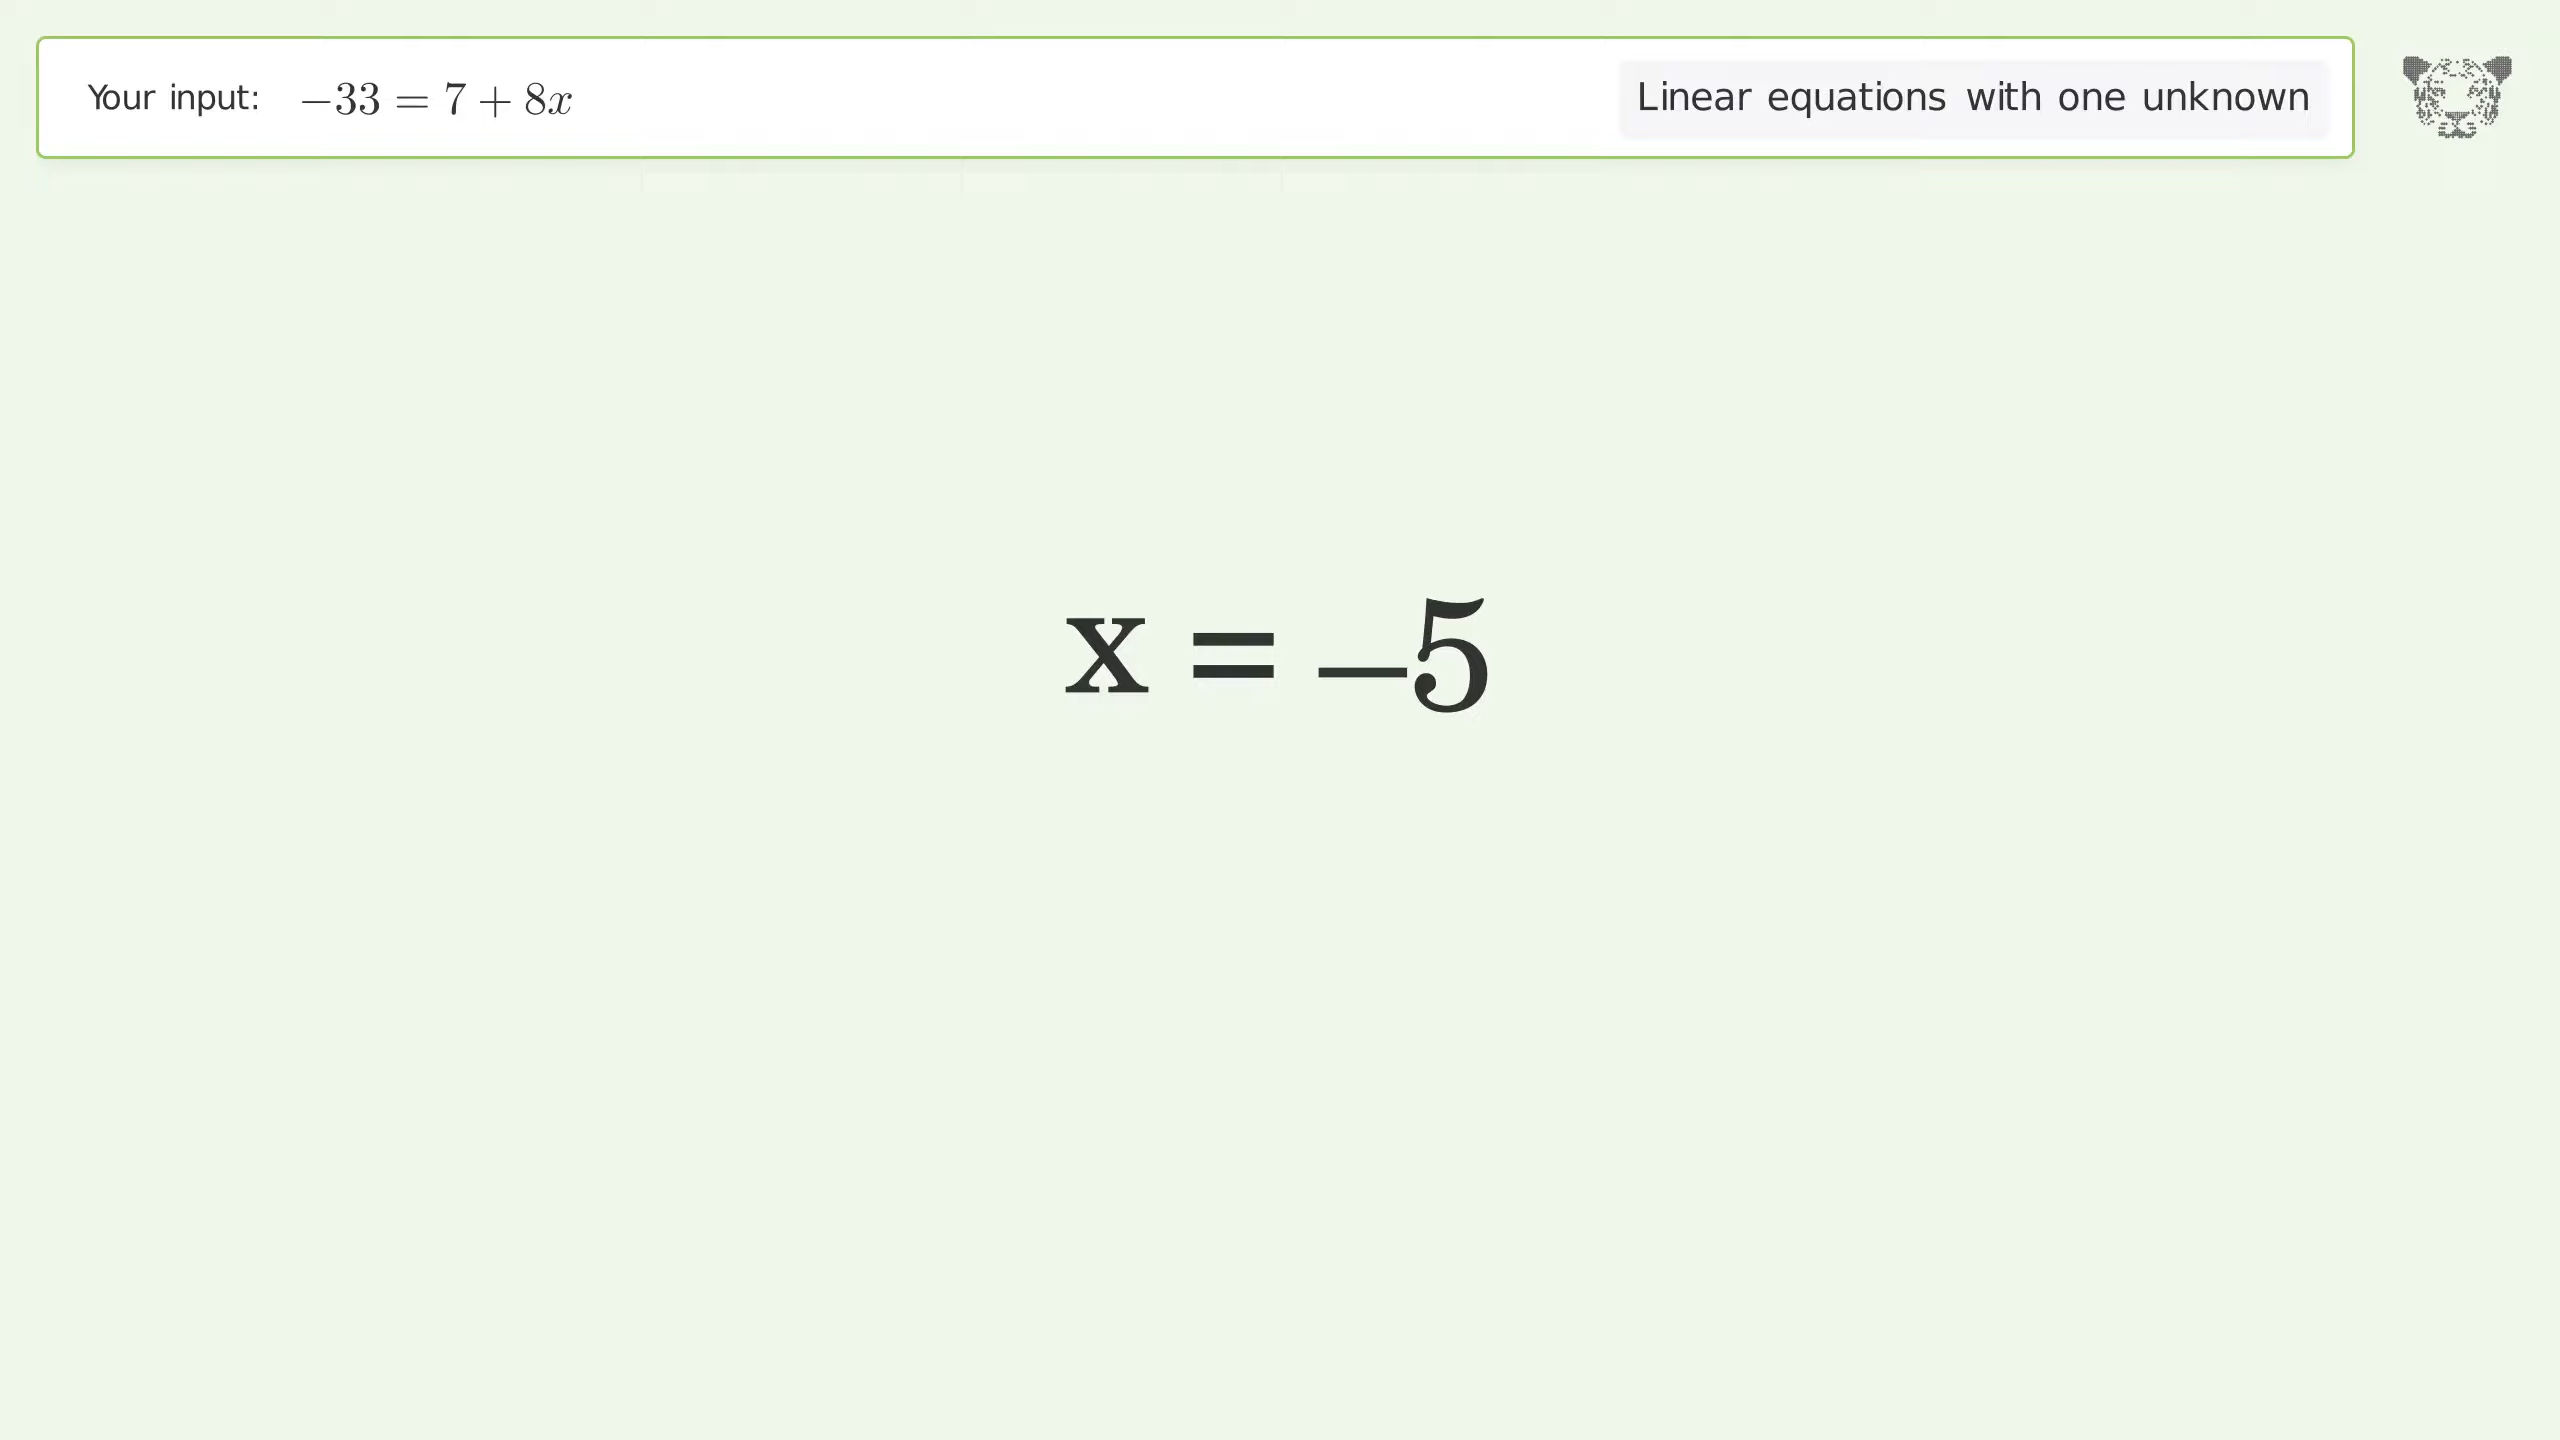 Your input: −33 = 7 + 8x
Linear equations with one unknown
x = −5